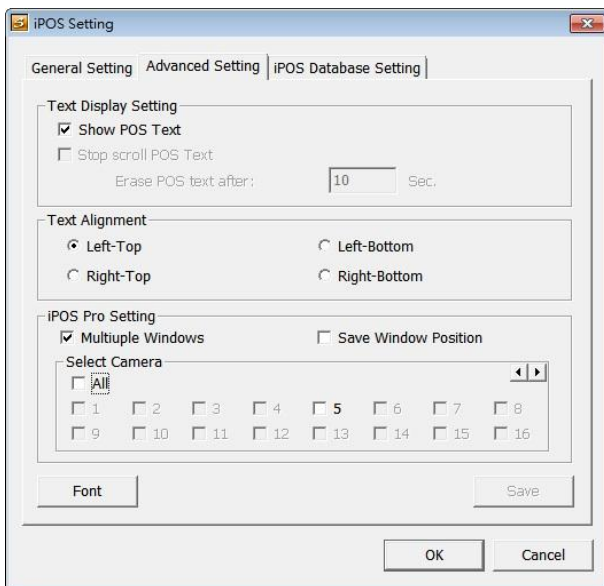 iPOS Setting
General Setting Advanced Setting iPOS Database Setting
Text Display Setting
Show POS Text
Stop scroll POS Text
Erase POS text after: 10 Sec.
Text Alignment
Left-Top Left-Bottom
Right-Top Right-Bottom
iPOS Pro Setting
Multiuple Windows Save Window Position
Select Camera
All
1 2 3 4 5 6 7 8
9 10 11 12 13 14 15 16
Font Save
OK Cancel